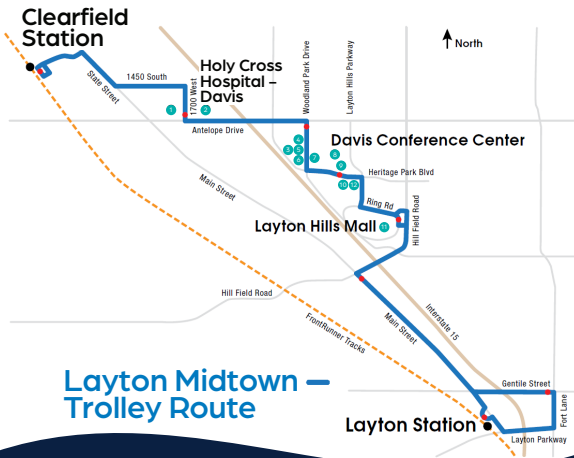 Clearfield
Station
North
1450 South
State Street
1700 West
Holy Cross
Hospital –
Davis
Woodland Park Drive
Layton Hills Parkway
1
2
Antelope Drive
Davis Conference Center
4
3
5
6
7
8
9
Heritage Park Blvd
10
12
Main Street
Ring Rd
Hill Field Road
Layton Hills Mall
11
Hill Field Road
FrontRunner Tracks
Main Street
Interstate 15
Layton Midtown –
Trolley Route
Gentile Street
Fort Lane
Layton Station
Layton Parkway